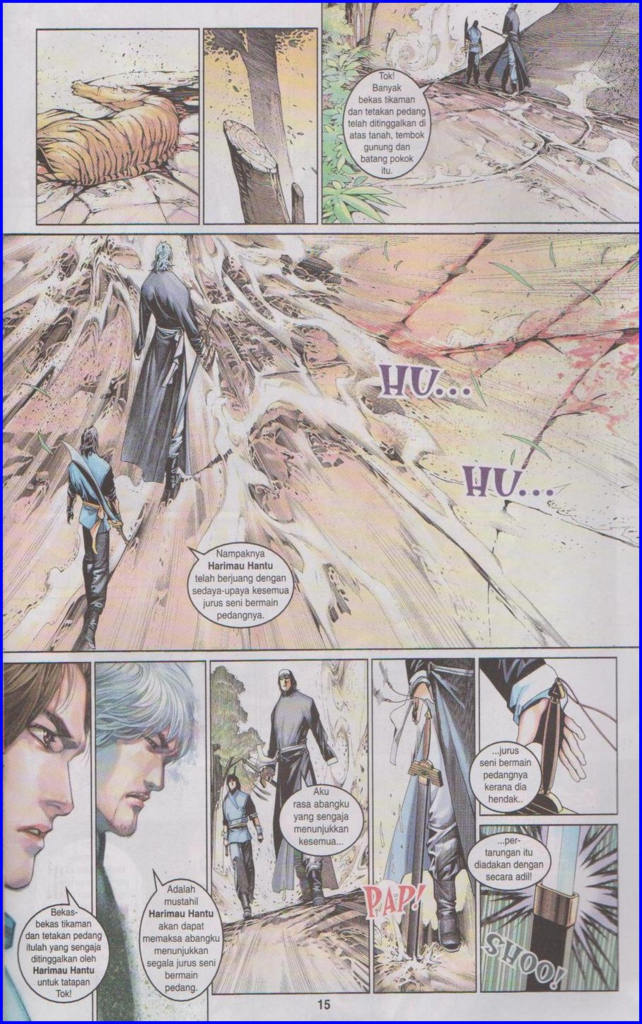 Tok!
Banyak
bekas tikaman
dan tetakan pedang
telah ditinggalkan di
atas tanah, tembok
gunung dan
batang pokok
itu.
HU...
HU...
Nampaknya
Harimau Hantu
telah berjuang dengan
sedaya-upaya kesemua
jurus seni bermain
pedangnya.
Bekas-
bekas tikaman
dan tetakan pedang
itulah yang sengaja
ditinggalkan oleh
Harimau Hantu
untuk tatapan
Tok!
Adalah
mustahil
Harimau Hantu
akan dapat
memaksa abangku
menunjukkan
segala jurus seni
bermain
pedang.
Aku
rasa abangku
yang sengaja
menunjukkan
kesemua...
PAP!
...jurus
seni bermain
pedangnya
kerana dia
hendak..
...per-
tarungan itu
diadakan dengan
secara adil!
SHOO!
15